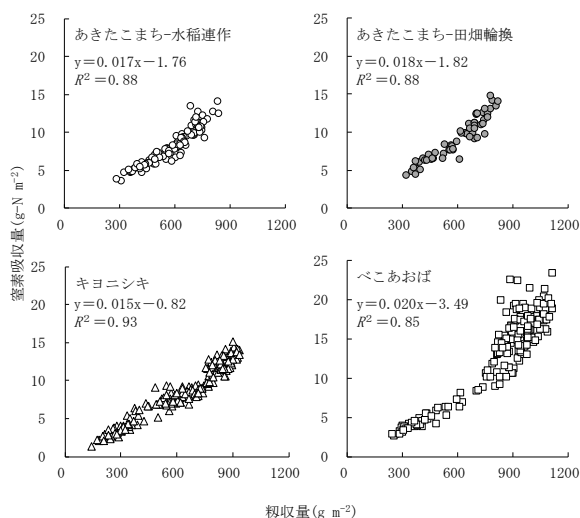 あきたこまち-水稲連作
y=0.017x−1.76
R²=0.88
25
20
15
10
5
0
0 300 600 900 1200
あきたこまち-田畑輪換
y=0.018x−1.82
R²=0.88
25
20
15
10
5
0
0 300 600 900 1200
窒素吸収量(g-N m⁻²)
キヨニシキ
y=0.015x−0.82
R²=0.93
25
20
15
10
5
0
0 300 600 900 1200
べこあおば
y=0.020x−3.49
R²=0.85
25
20
15
10
5
0
0 300 600 900 1200
籾収量(g m⁻²)